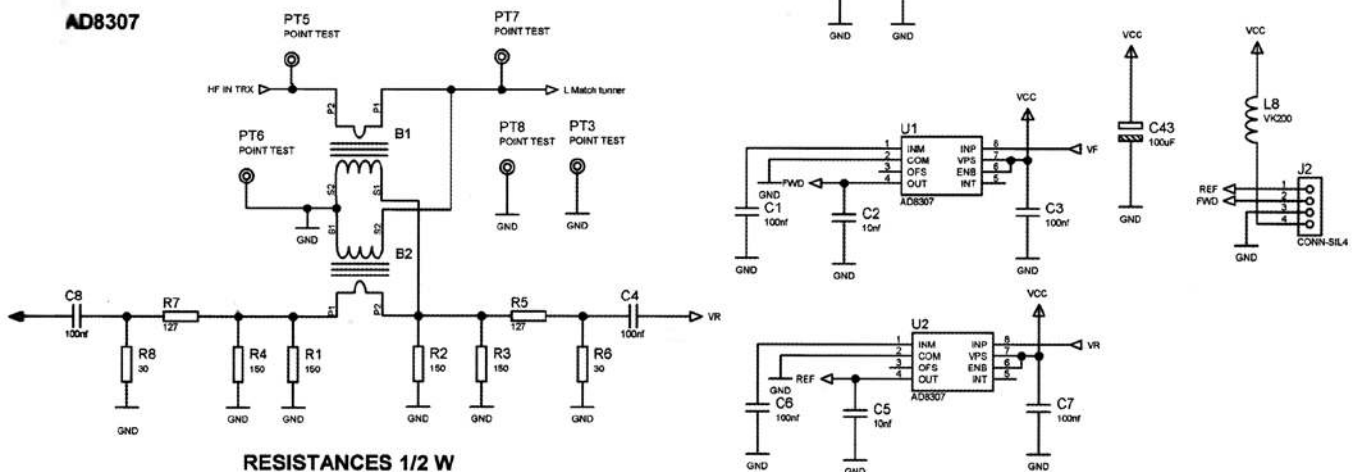 AD8307
PT5
POINT TEST
PT7
POINT TEST
HF IN TRX
P2
P1
L Match tunner
B1
PT6
POINT TEST
PT8
POINT TEST
PT3
POINT TEST
S2
S1
GND
GND
GND
S1
S2
B2
C8
100nf
R7
127
P1
P2
R5
127
C4
100nf
VR
R8
30
R4
150
R1
150
R2
150
R3
150
R6
30
GND
GND
GND
GND
GND
GND
RESISTANCES 1/2 W
GND
GND
VCC
U1
1
INM
INP
8
VF
2
COM
VPS
7
3
OFS
ENB
6
4
OUT
INT
5
AD8307
GND
FWD
C1
100nf
C2
10nf
C3
100nf
GND
GND
GND
VCC
C43
100uF
GND
VCC
L8
VK200
J2
REF
1
FWD
2
3
4
CONN-SIL4
GND
VCC
U2
1
INM
INP
8
VR
2
COM
VPS
7
3
OFS
ENB
6
4
OUT
INT
5
AD8307
GND
REF
C6
100nf
C5
10nf
C7
100nf
GND
GND
GND